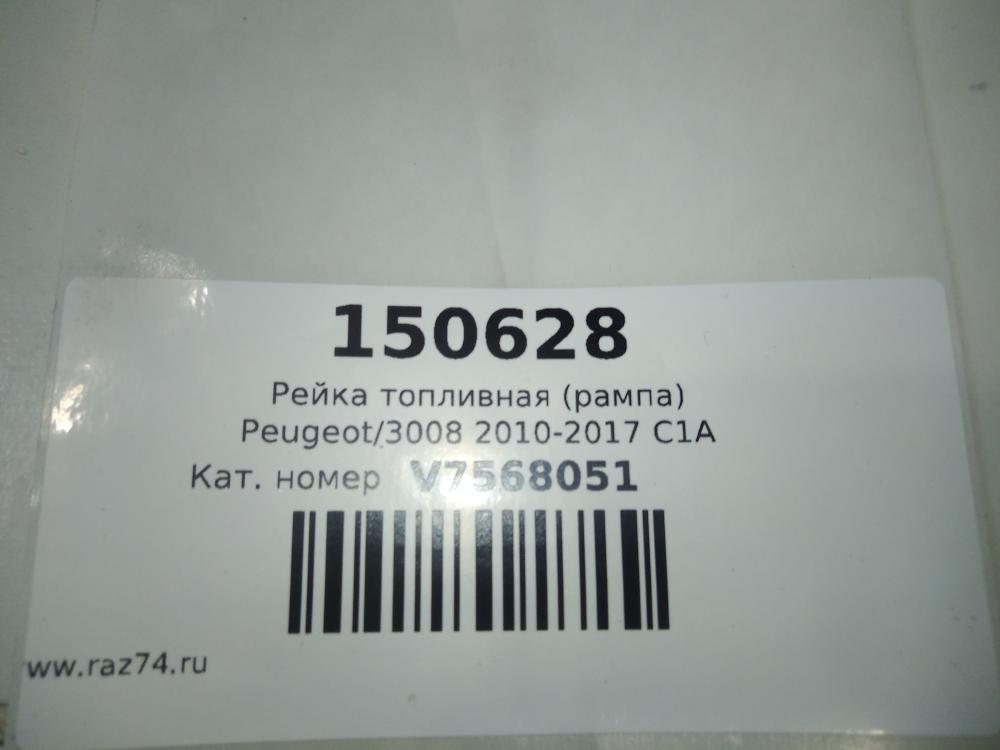 150628
Рейка топливная (рампа)
Peugeot/3008 2010-2017 C1A
Кат. номер V7568051
www.raz74.ru